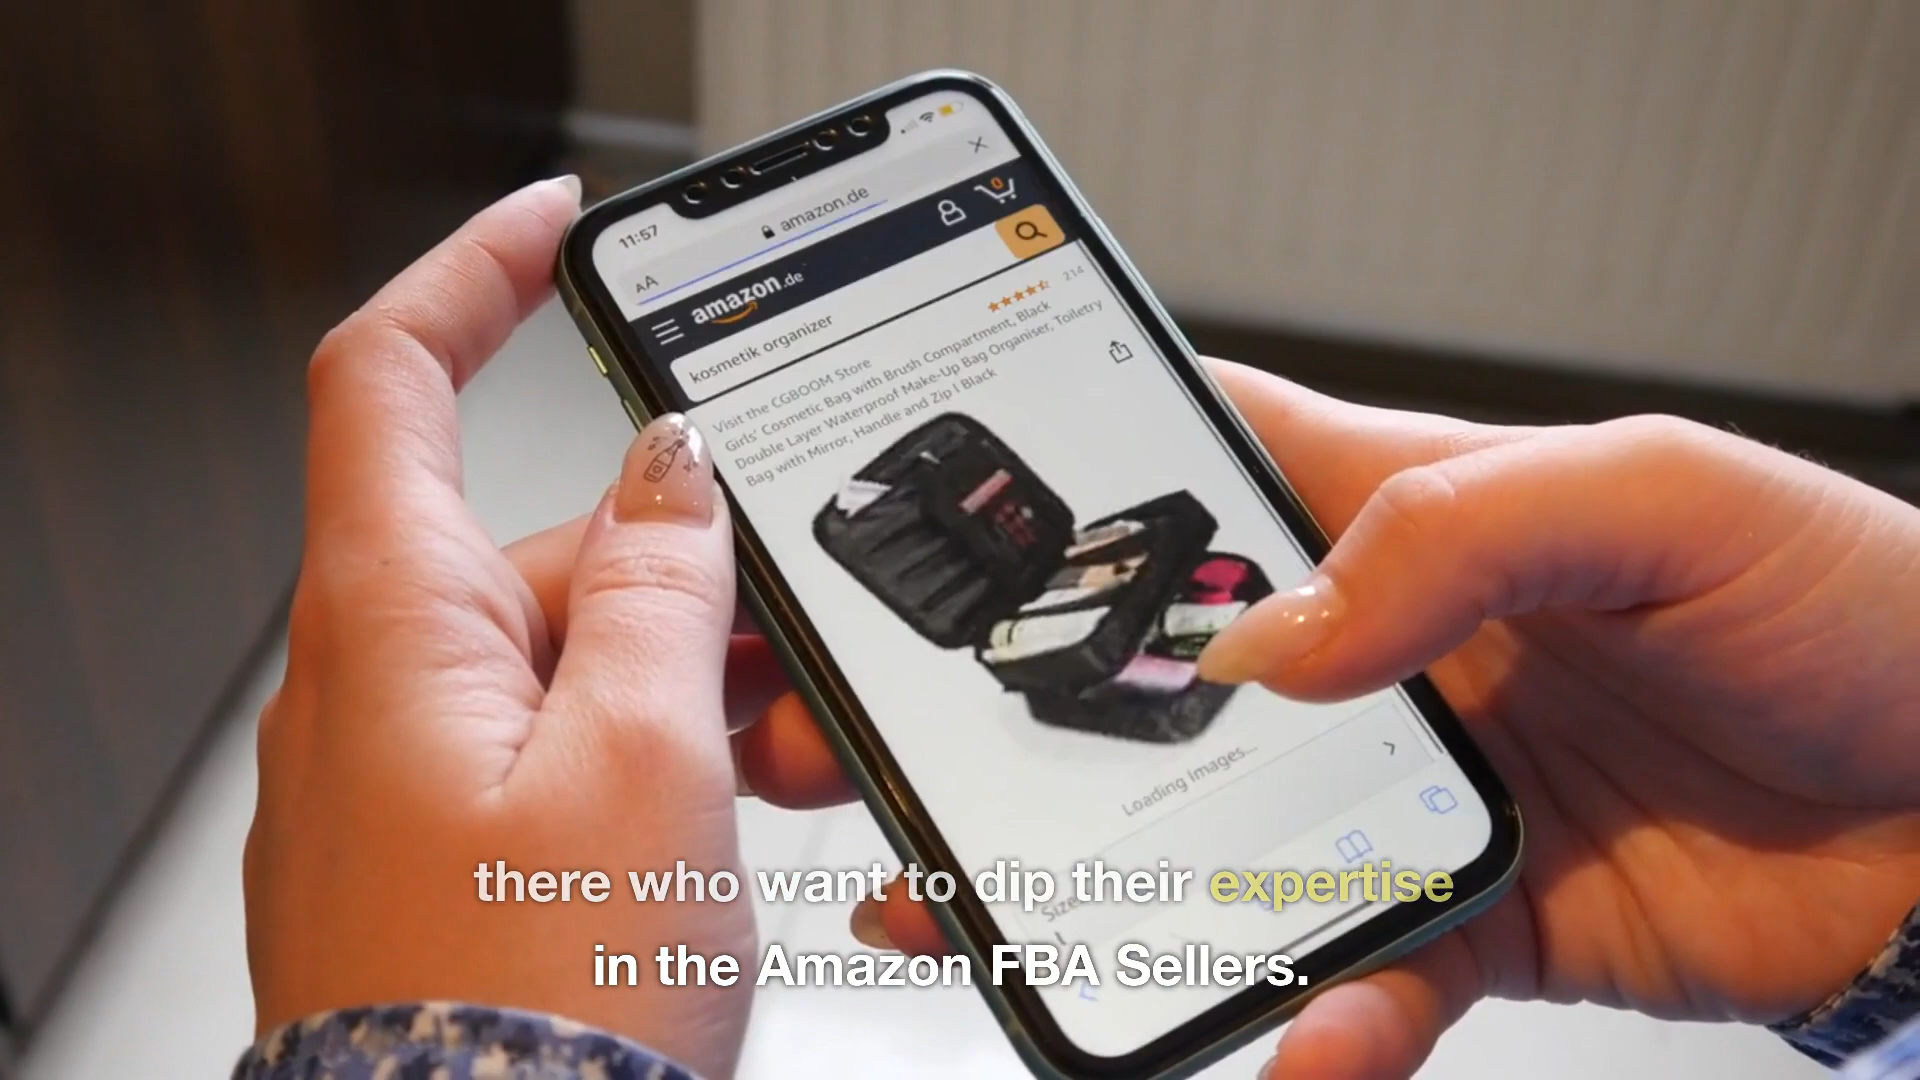 11:57
amazon.de
AA
amazon.de
0
kosmetik organizer
Visit the CGBOOM Store
214
Girls' Cosmetic Bag with Brush Compartment, Black
Double Layer Waterproof Make-Up Bag Organiser, Toiletry
Bag with Mirror, Handle and Zip I Black
Loading Images...
Size
there who want to dip their expertise
in the Amazon FBA Sellers.